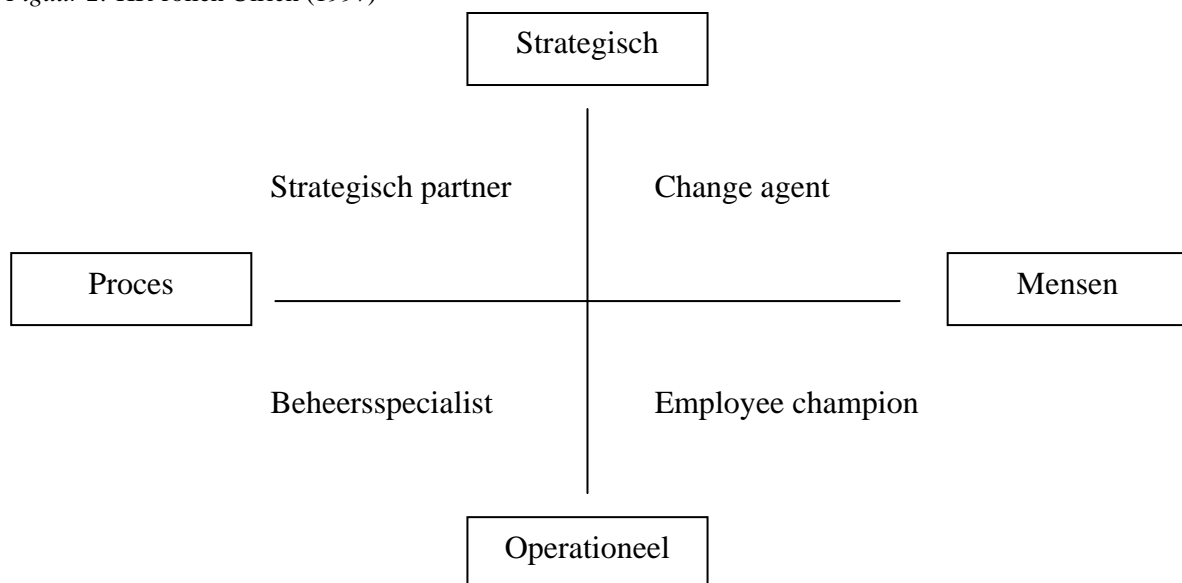 Strategisch
Strategisch partner Change agent
Proces Mensen
Beheersspecialist Employee champion
Operationeel